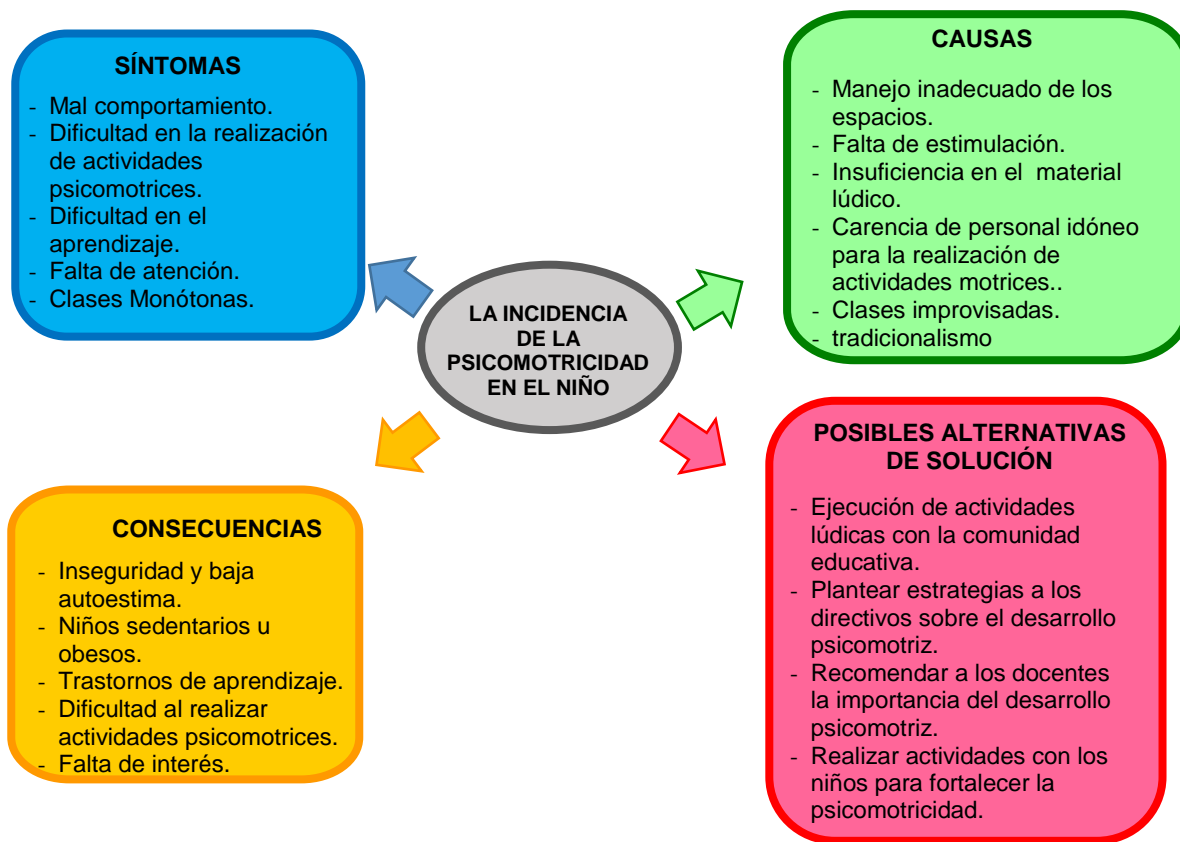 SÍNTOMAS
- Mal comportamiento.
- Dificultad en la realización
de actividades
psicomotrices.
- Dificultad en el
aprendizaje.
- Falta de atención.
- Clases Monótonas.
CAUSAS
- Manejo inadecuado de los
espacios.
- Falta de estimulación.
- Insuficiencia en el  material
lúdico.
- Carencia de personal idóneo
para la realización de
actividades motrices..
- Clases improvisadas.
- tradicionalismo
LA INCIDENCIA
DE LA
PSICOMOTRICIDAD
EN EL NIÑO
CONSECUENCIAS
- Inseguridad y baja
autoestima.
- Niños sedentarios u
obesos.
- Trastornos de aprendizaje.
- Dificultad al realizar
actividades psicomotrices.
- Falta de interés.
POSIBLES ALTERNATIVAS
DE SOLUCIÓN
- Ejecución de actividades
lúdicas con la comunidad
educativa.
- Plantear estrategias a los
directivos sobre el desarrollo
psicomotriz.
- Recomendar a los docentes
la importancia del desarrollo
psicomotriz.
- Realizar actividades con los
niños para fortalecer la
psicomotricidad.